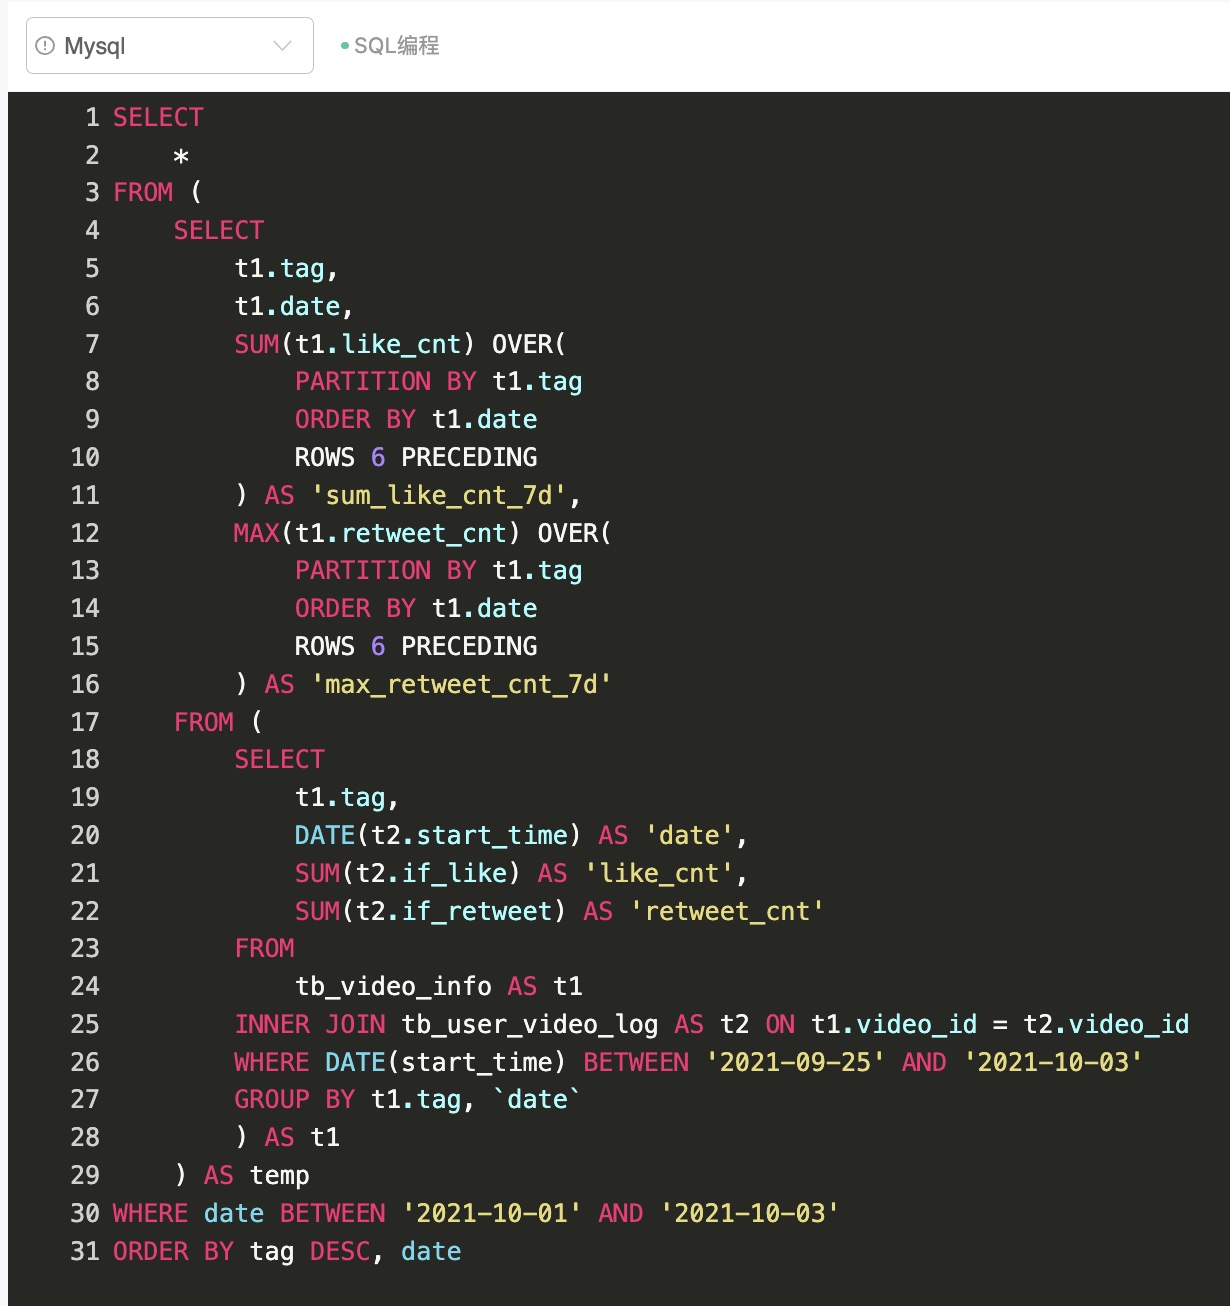 Mysql
SQL编程
1 SELECT
2     *
3 FROM (
4     SELECT
5         t1.tag,
6         t1.date,
7         SUM(t1.like_cnt) OVER(
8             PARTITION BY t1.tag
9             ORDER BY t1.date
10             ROWS 6 PRECEDING
11         ) AS 'sum_like_cnt_7d',
12         MAX(t1.retweet_cnt) OVER(
13             PARTITION BY t1.tag
14             ORDER BY t1.date
15             ROWS 6 PRECEDING
16         ) AS 'max_retweet_cnt_7d'
17     FROM (
18         SELECT
19             t1.tag,
20             DATE(t2.start_time) AS 'date',
21             SUM(t2.if_like) AS 'like_cnt',
22             SUM(t2.if_retweet) AS 'retweet_cnt'
23         FROM
24             tb_video_info AS t1
25         INNER JOIN tb_user_video_log AS t2 ON t1.video_id = t2.video_id
26         WHERE DATE(start_time) BETWEEN '2021-09-25' AND '2021-10-03'
27         GROUP BY t1.tag, `date`
28         ) AS t1
29     ) AS temp
30 WHERE date BETWEEN '2021-10-01' AND '2021-10-03'
31 ORDER BY tag DESC, date